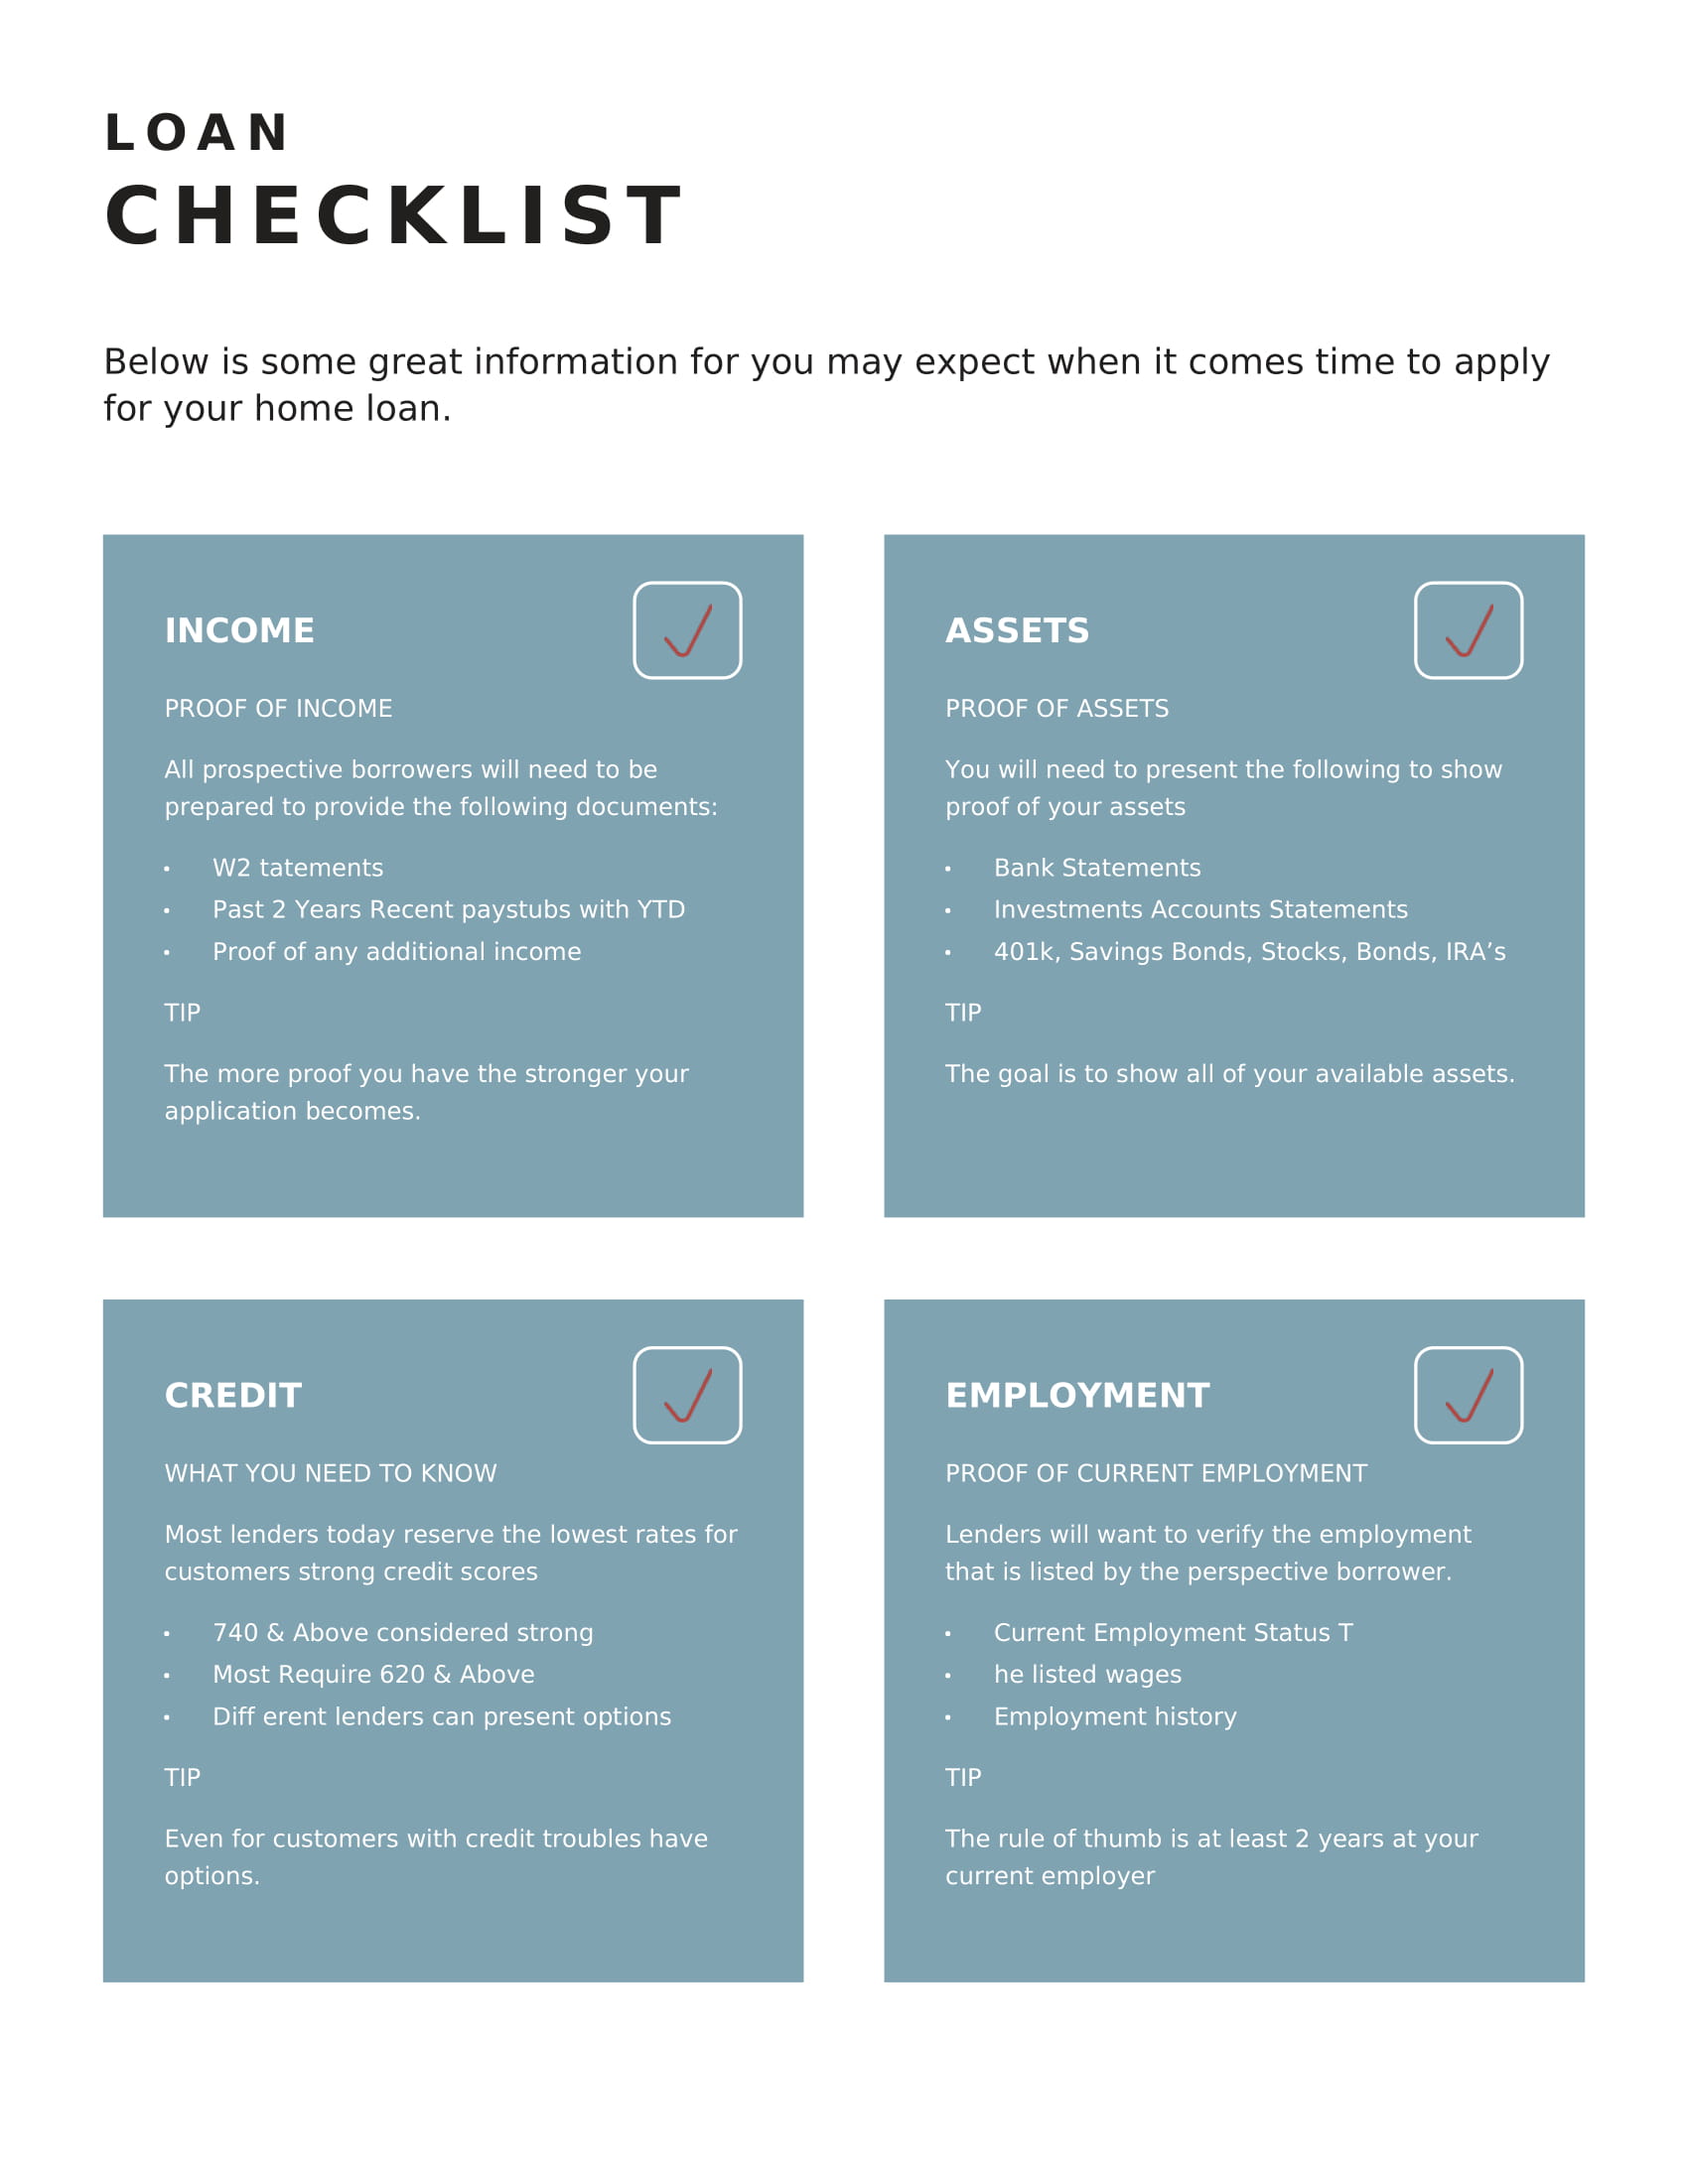 LOAN
CHECKLIST
Below is some great information for you may expect when it comes time to apply
for your home loan.
INCOME
PROOF OF INCOME
All prospective borrowers will need to be
prepared to provide the following documents:
• W2 tatements
• Past 2 Years Recent paystubs with YTD
• Proof of any additional income
TIP
The more proof you have the stronger your
application becomes.
ASSETS
PROOF OF ASSETS
You will need to present the following to show
proof of your assets
• Bank Statements
• Investments Accounts Statements
• 401k, Savings Bonds, Stocks, Bonds, IRA’s
TIP
The goal is to show all of your available assets.
CREDIT
WHAT YOU NEED TO KNOW
Most lenders today reserve the lowest rates for
customers strong credit scores
• 740 & Above considered strong
• Most Require 620 & Above
• Diff erent lenders can present options
TIP
Even for customers with credit troubles have
options.
EMPLOYMENT
PROOF OF CURRENT EMPLOYMENT
Lenders will want to verify the employment
that is listed by the perspective borrower.
• Current Employment Status T
• he listed wages
• Employment history
TIP
The rule of thumb is at least 2 years at your
current employer